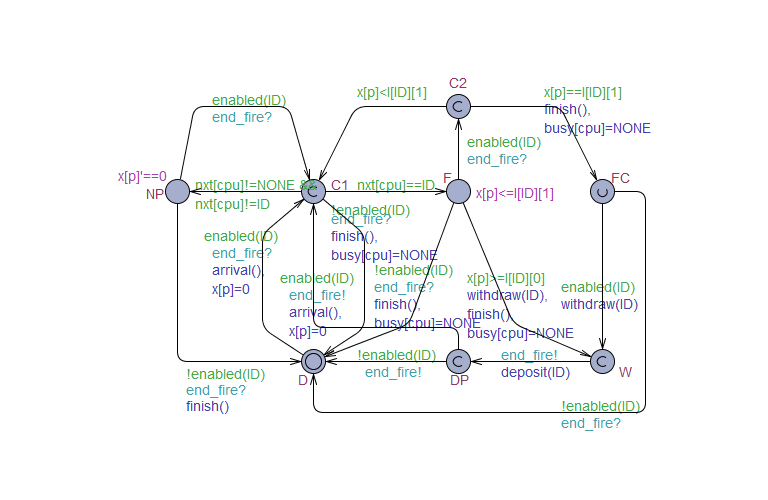 C2
x[p]<I[ID][1]
x[p]==I[ID][1]
finish(),
busy[cpu]=NONE
enabled(ID)
end_fire?
enabled(ID)
end_fire?
x[p]'==0
NP
nxt[cpu]!=NONE &&
nxt[cpu]!=ID
C1
nxt[cpu]==ID
F
x[p]<=I[ID][1]
FC
!enabled(ID)
end_fire?
finish(),
busy[cpu]=NONE
enabled(ID)
end_fire?
arrival(),
x[p]=0
enabled(ID)
end_fire!
arrival(),
x[p]=0
!enabled(ID)
end_fire?
finish(),
busy[cpu]=NONE
x[p]>=I[ID][0]
withdraw(ID),
finish(),
busy[cpu]=NONE
enabled(ID)
withdraw(ID)
!enabled(ID)
end_fire?
finish()
D
!enabled(ID)
end_fire!
DP
end_fire!
deposit(ID)
W
!enabled(ID)
end_fire?
C
C
C
C